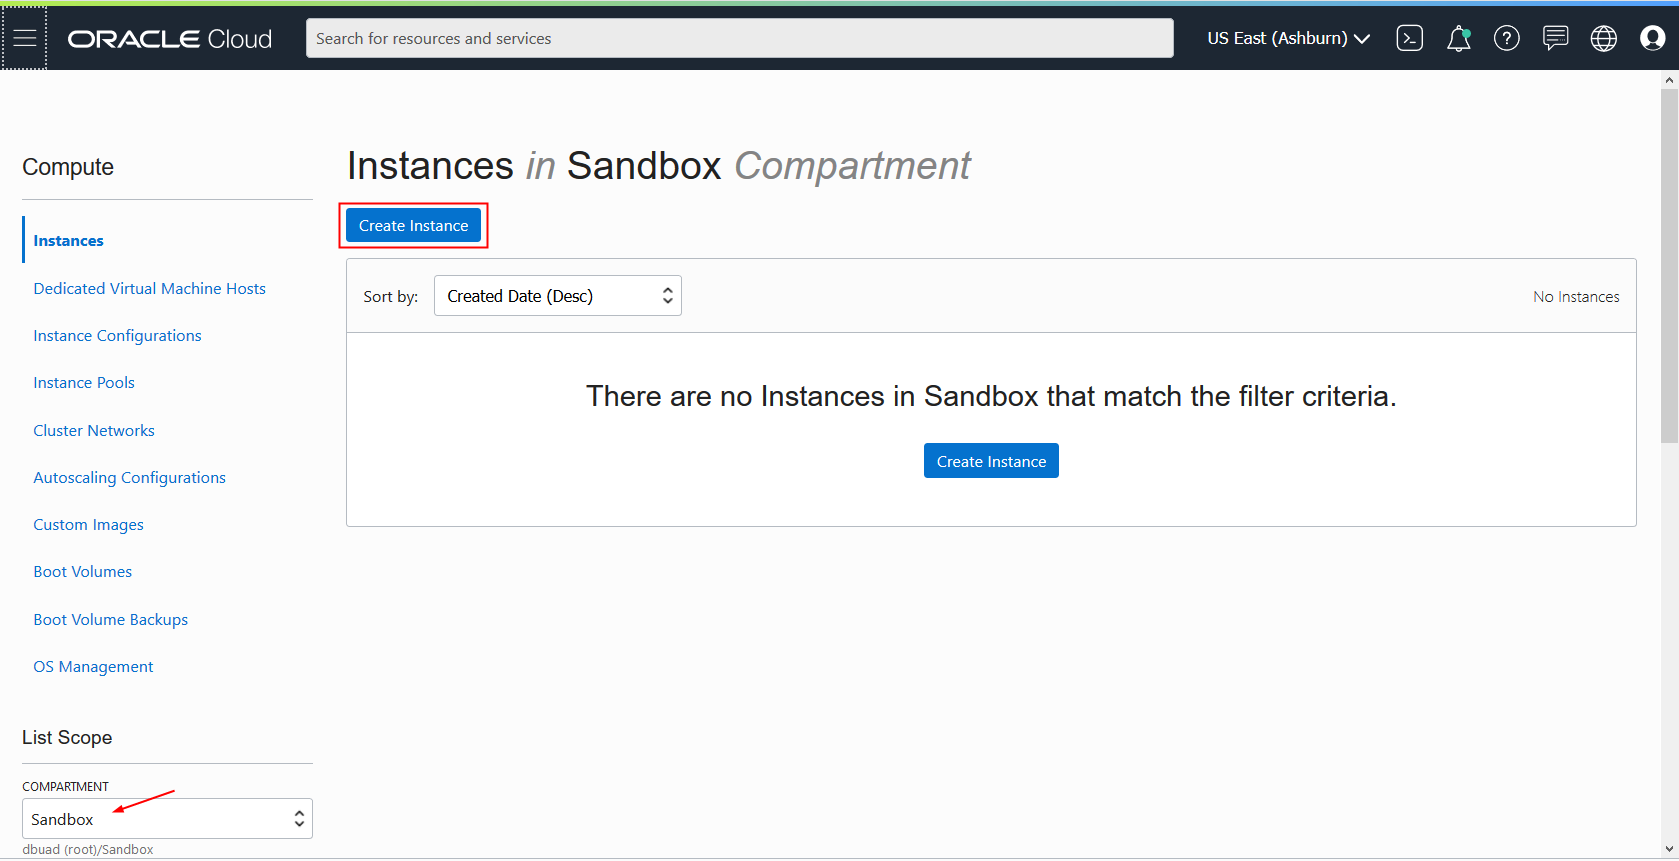 ORACLE Cloud
Search for resources and services
US East (Ashburn)
Compute
Instances
Dedicated Virtual Machine Hosts
Instance Configurations
Instance Pools
Cluster Networks
Autoscaling Configurations
Custom Images
Boot Volumes
Boot Volume Backups
OS Management
List Scope
COMPARTMENT
Sandbox
dbuad (root)/Sandbox
Instances in Sandbox Compartment
Create Instance
Sort by: Created Date (Desc)
No Instances
There are no Instances in Sandbox that match the filter criteria.
Create Instance